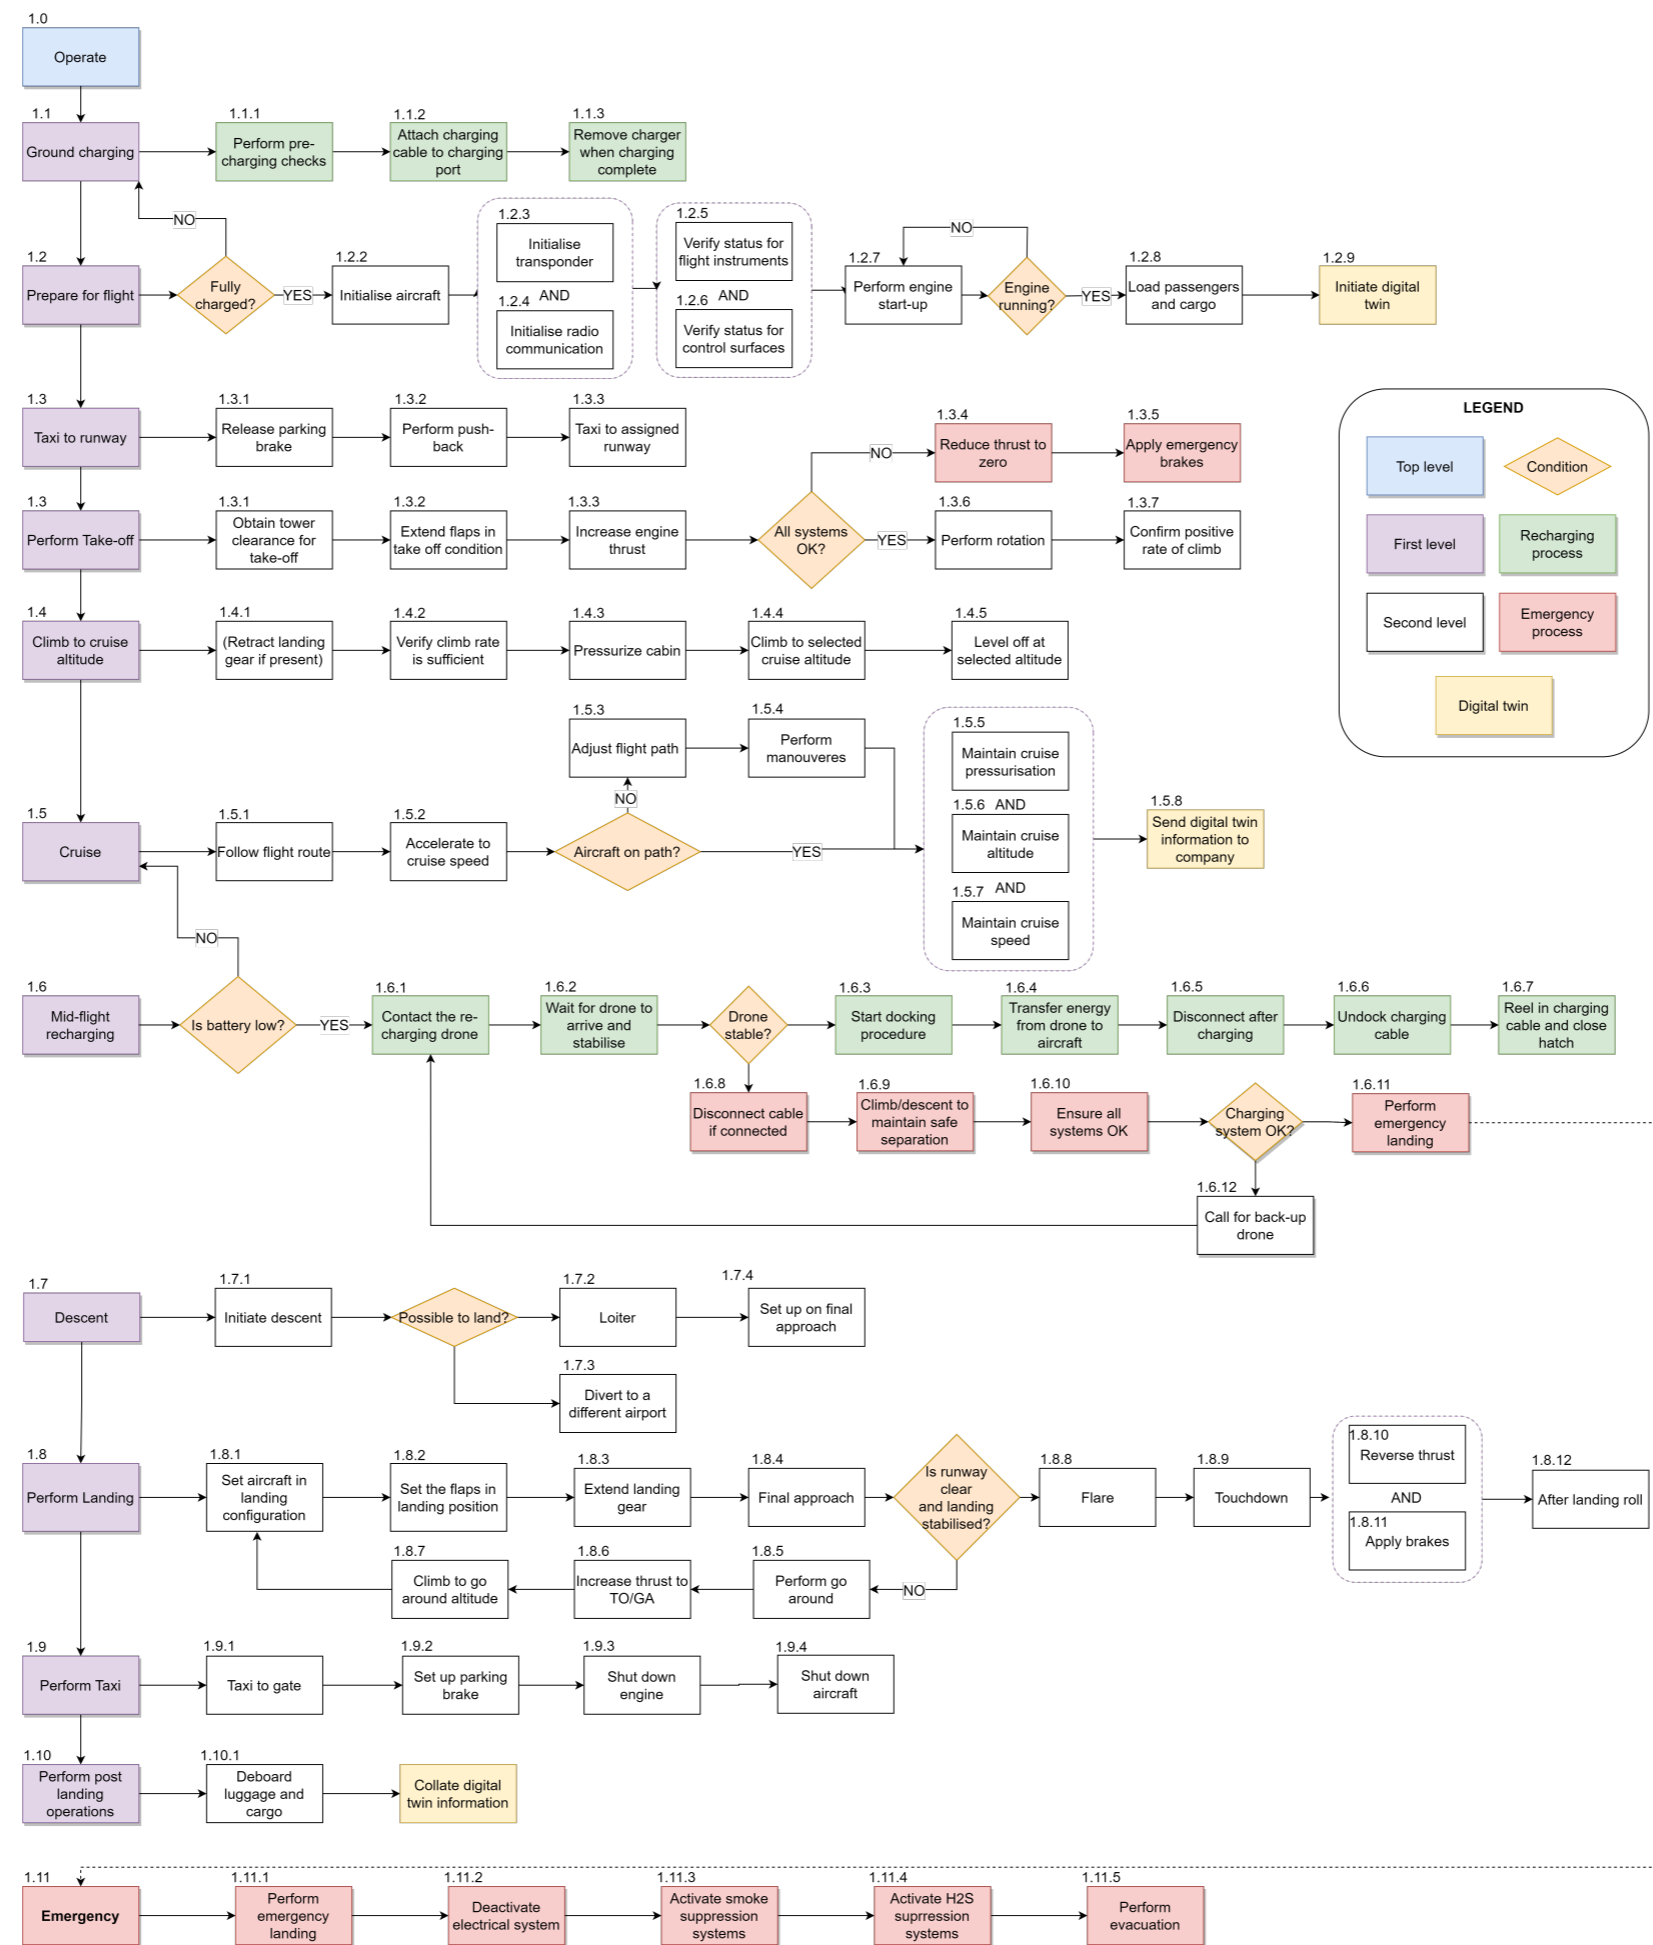 1.0
Operate
1.1
Ground charging
1.1.1
Perform pre-
charging checks
1.1.2
Attach charging
cable to charging
port
1.1.3
Remove charger
when charging
complete
NO
1.2
Prepare for flight
Fully
charged?
YES
1.2.2
Initialise aircraft
1.2.3
Initialise
transponder
AND
1.2.4
Initialise radio
communication
1.2.5
Verify status for
flight instruments
AND
1.2.6
Verify status for
control surfaces
1.2.7
Perform engine
start-up
NO
Engine
running?
YES
1.2.8
Load passengers
and cargo
1.2.9
Initiate digital
twin
1.3
Taxi to runway
1.3.1
Release parking
brake
1.3.2
Perform push-
back
1.3.3
Taxi to assigned
runway
NO
1.3.4
Reduce thrust to
zero
1.3.5
Apply emergency
brakes
LEGEND
Top level
Condition
First level
Recharging
process
Second level
Emergency
process
Digital twin
1.3
Perform Take-off
1.3.1
Obtain tower
clearance for
take-off
1.3.2
Extend flaps in
take off condition
1.3.3
Increase engine
thrust
All systems
OK?
YES
1.3.6
Perform rotation
1.3.7
Confirm positive
rate of climb
1.4
Climb to cruise
altitude
1.4.1
(Retract landing
gear if present)
1.4.2
Verify climb rate
is sufficient
1.4.3
Pressurize cabin
1.4.4
Climb to selected
cruise altitude
1.4.5
Level off at
selected altitude
1.5.3
Adjust flight path
1.5.4
Perform
manouveres
NO
1.5
Cruise
1.5.1
Follow flight route
1.5.2
Accelerate to
cruise speed
Aircraft on path?
YES
1.5.5
Maintain cruise
pressurisation
1.5.6 AND
Maintain cruise
altitude
1.5.7 AND
Maintain cruise
speed
1.5.8
Send digital twin
information to
company
NO
1.6
Mid-flight
recharging
Is battery low?
YES
1.6.1
Contact the re-
charging drone
1.6.2
Wait for drone to
arrive and
stabilise
Drone
stable?
1.6.3
Start docking
procedure
1.6.4
Transfer energy
from drone to
aircraft
1.6.5
Disconnect after
charging
1.6.6
Undock charging
cable
1.6.7
Reel in charging
cable and close
hatch
1.6.8
Disconnect cable
if connected
1.6.9
Climb/descent to
maintain safe
separation
1.6.10
Ensure all
systems OK
Charging
system OK?
1.6.11
Perform
emergency
landing
1.6.12
Call for back-up
drone
1.7
Descent
1.7.1
Initiate descent
Possible to land?
1.7.2
Loiter
1.7.4
Set up on final
approach
1.7.3
Divert to a
different airport
1.8
Perform Landing
1.8.1
Set aircraft in
landing
configuration
1.8.2
Set the flaps in
landing position
1.8.3
Extend landing
gear
1.8.4
Final approach
Is runway
clear
and landing
stabilised?
1.8.8
Flare
1.8.9
Touchdown
1.8.10
Reverse thrust
AND
1.8.11
Apply brakes
1.8.12
After landing roll
1.8.7
Climb to go
around altitude
1.8.6
Increase thrust to
TO/GA
1.8.5
Perform go
around
NO
1.9
Perform Taxi
1.9.1
Taxi to gate
1.9.2
Set up parking
brake
1.9.3
Shut down
engine
1.9.4
Shut down
aircraft
1.10
Perform post
landing
operations
1.10.1
Deboard
luggage and
cargo
Collate digital
twin information
1.11
Emergency
1.11.1
Perform
emergency
landing
1.11.2
Deactivate
electrical system
1.11.3
Activate smoke
suppression
systems
1.11.4
Activate H2S
suprression
systems
1.11.5
Perform
evacuation